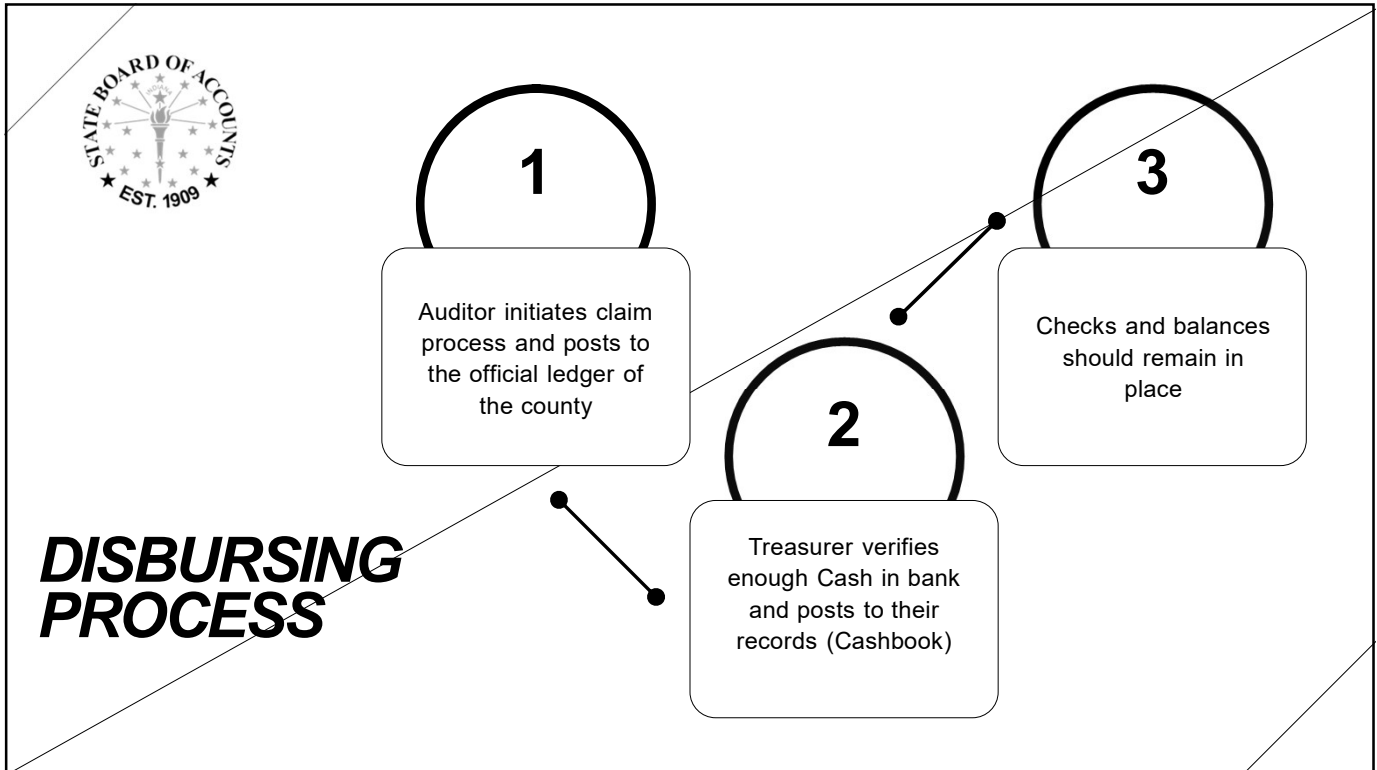 STATE BOARD OF ACCOUNTS
INDIANA
★ EST. 1909 ★
1
Auditor initiates claim
process and posts to
the official ledger of
the county
2
Treasurer verifies
enough Cash in bank
and posts to their
records (Cashbook)
3
Checks and balances
should remain in
place
DISBURSING
PROCESS